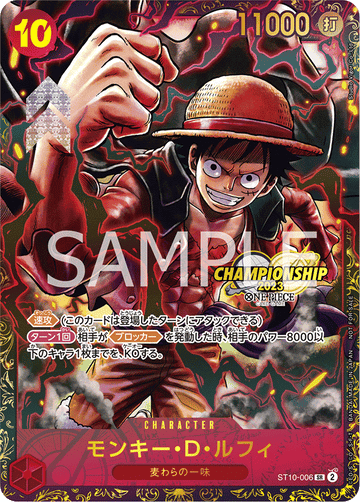 10
11000
打
SAMPLE
CHAMPIONSHIP
2023
ONE PIECE
速攻 (このカードは登場したターンにアタックできる)
ターン1回 相手が ブロッカー を発動した時、相手のパワー8000以
下のキャラ1枚までを、KOする。
CHARACTER
モンキー・D・ルフィ
麦わらの一味
ST10-006 SR 2